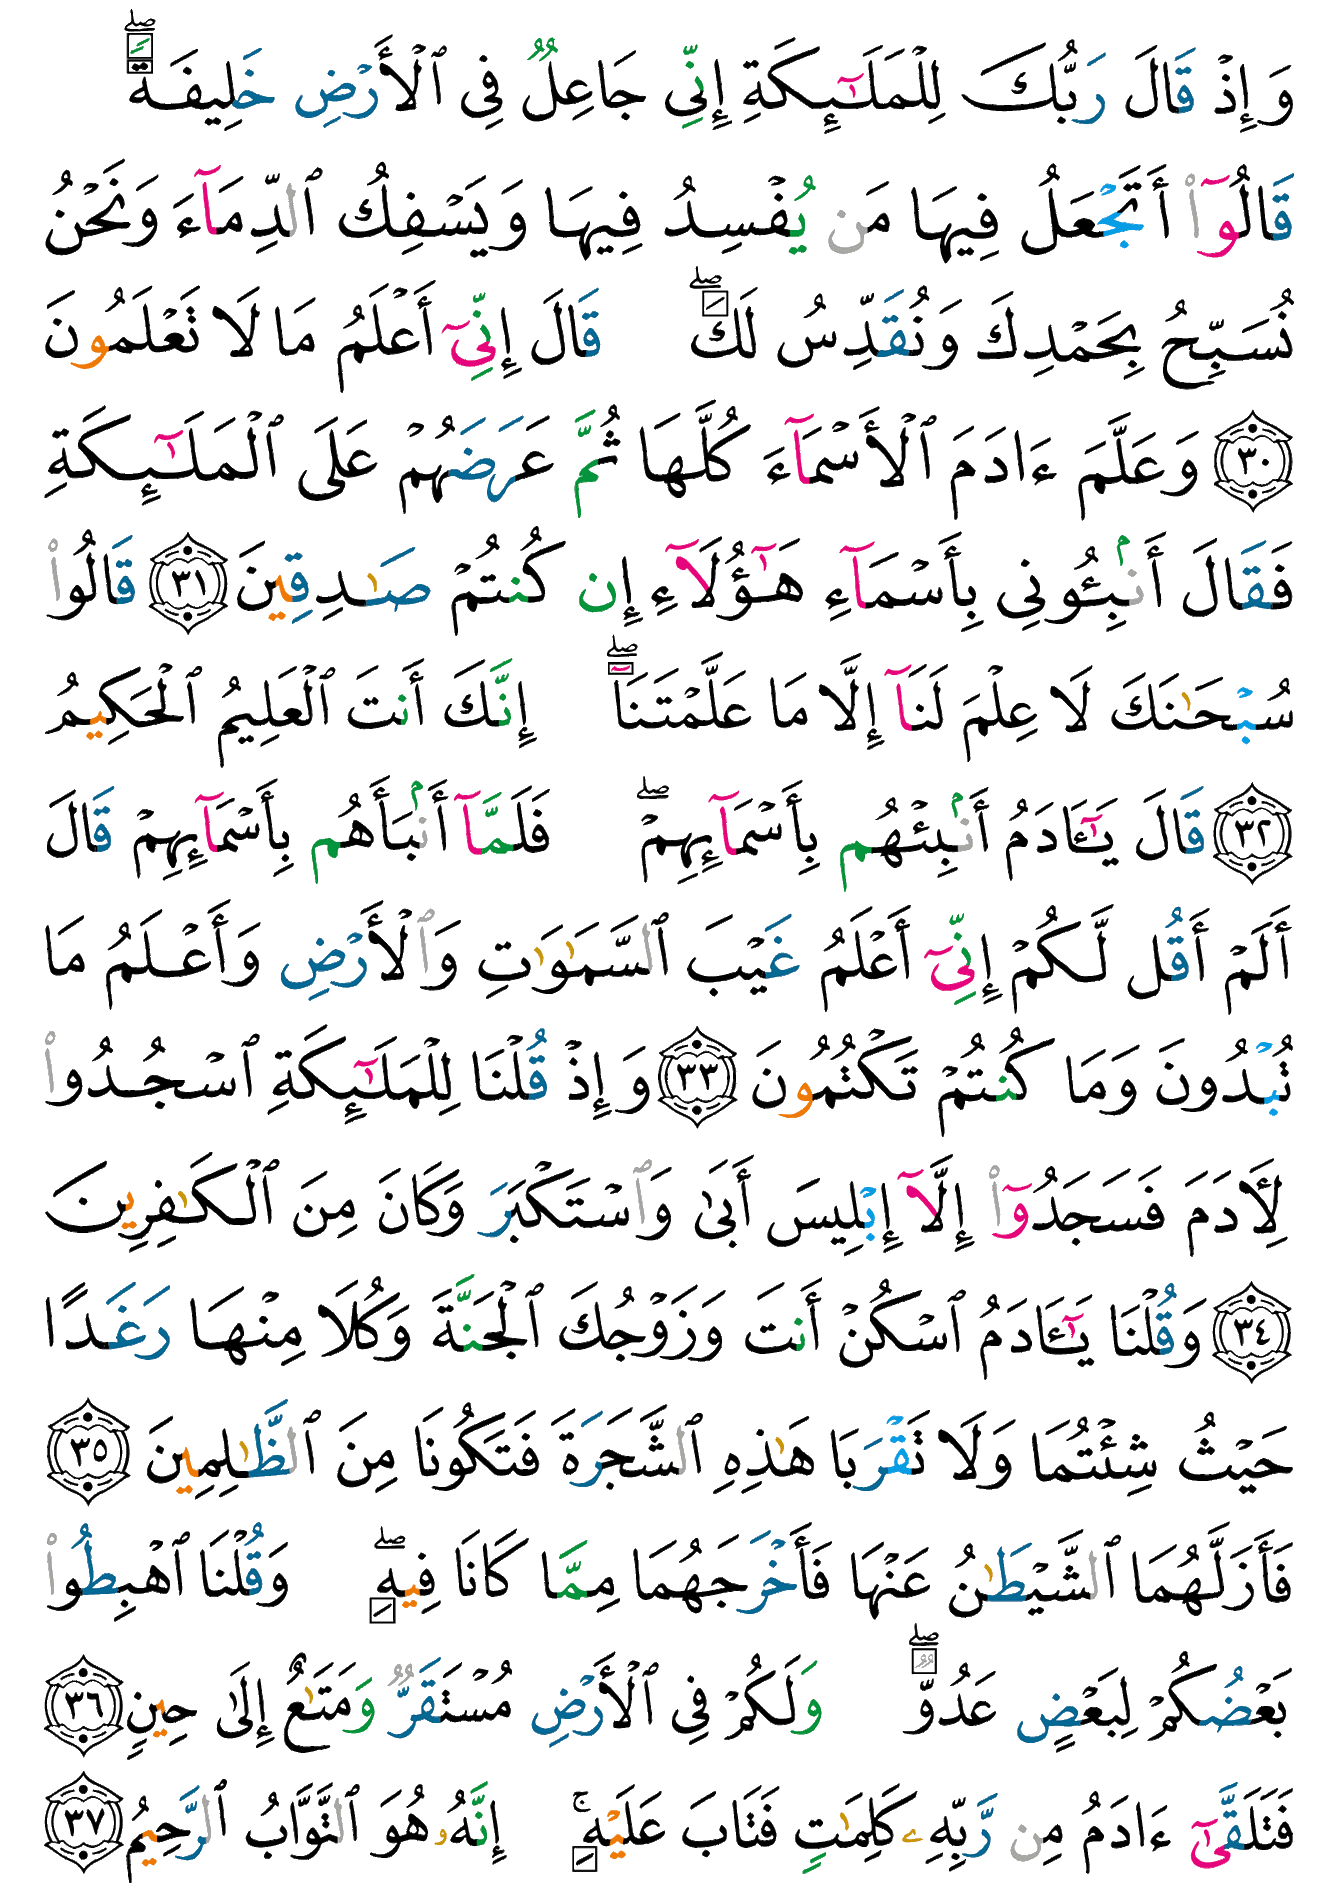 وَإِذْ قَالَ رَبُّكَ لِلْمَلَٰٓئِكَةِ إِنِّى جَاعِلٌ فِى ٱلْأَرْضِ خَلِيفَةً ۖ
قَالُوٓا۟ أَتَجْعَلُ فِيهَا مَن يُفْسِدُ فِيهَا وَيَسْفِكُ ٱلدِّمَآءَ وَنَحْنُ
نُسَبِّحُ بِحَمْدِكَ وَنُقَدِّسُ لَكَ ۖ قَالَ إِنِّىٓ أَعْلَمُ مَا لَا تَعْلَمُونَ
٣٠ وَعَلَّمَ ءَادَمَ ٱلْأَسْمَآءَ كُلَّهَا ثُمَّ عَرَضَهُمْ عَلَى ٱلْمَلَٰٓئِكَةِ
فَقَالَ أَنۢبِـُٔونِى بِأَسْمَآءِ هَٰٓؤُلَآءِ إِن كُنتُمْ صَٰدِقِينَ ٣١ قَالُوا۟
سُبْحَٰنَكَ لَا عِلْمَ لَنَآ إِلَّا مَا عَلَّمْتَنَآ ۖ إِنَّكَ أَنتَ ٱلْعَلِيمُ ٱلْحَكِيمُ
٣٢ قَالَ يَٰٓـَٔادَمُ أَنۢبِئْهُم بِأَسْمَآئِهِمْ ۖ فَلَمَّآ أَنۢبَأَهُم بِأَسْمَآئِهِمْ قَالَ
أَلَمْ أَقُل لَّكُمْ إِنِّىٓ أَعْلَمُ غَيْبَ ٱلسَّمَٰوَٰتِ وَٱلْأَرْضِ وَأَعْلَمُ مَا
تُبْدُونَ وَمَا كُنتُمْ تَكْتُمُونَ ٣٣ وَإِذْ قُلْنَا لِلْمَلَٰٓئِكَةِ ٱسْجُدُوا۟
لِـَٔادَمَ فَسَجَدُوٓا۟ إِلَّآ إِبْلِيسَ أَبَىٰ وَٱسْتَكْبَرَ وَكَانَ مِنَ ٱلْكَٰفِرِينَ
٣٤ وَقُلْنَا يَٰٓـَٔادَمُ ٱسْكُنْ أَنتَ وَزَوْجُكَ ٱلْجَنَّةَ وَكُلَا مِنْهَا رَغَدًا
حَيْثُ شِئْتُمَا وَلَا تَقْرَبَا هَٰذِهِ ٱلشَّجَرَةَ فَتَكُونَا مِنَ ٱلظَّٰلِمِينَ ٣٥
فَأَزَلَّهُمَا ٱلشَّيْطَٰنُ عَنْهَا فَأَخْرَجَهُمَا مِمَّا كَانَا فِيهِ ۖ وَقُلْنَا ٱهْبِطُوا۟
بَعْضُكُمْ لِبَعْضٍ عَدُوٌّ ۖ وَلَكُمْ فِى ٱلْأَرْضِ مُسْتَقَرٌّ وَمَتَٰعٌ إِلَىٰ حِينٍ ٣٦
فَتَلَقَّىٰٓ ءَادَمُ مِن رَّبِّهِۦ كَلِمَٰتٍ فَتَابَ عَلَيْهِ ۚ إِنَّهُۥ هُوَ ٱلتَّوَّابُ ٱلرَّحِيمُ ٣٧